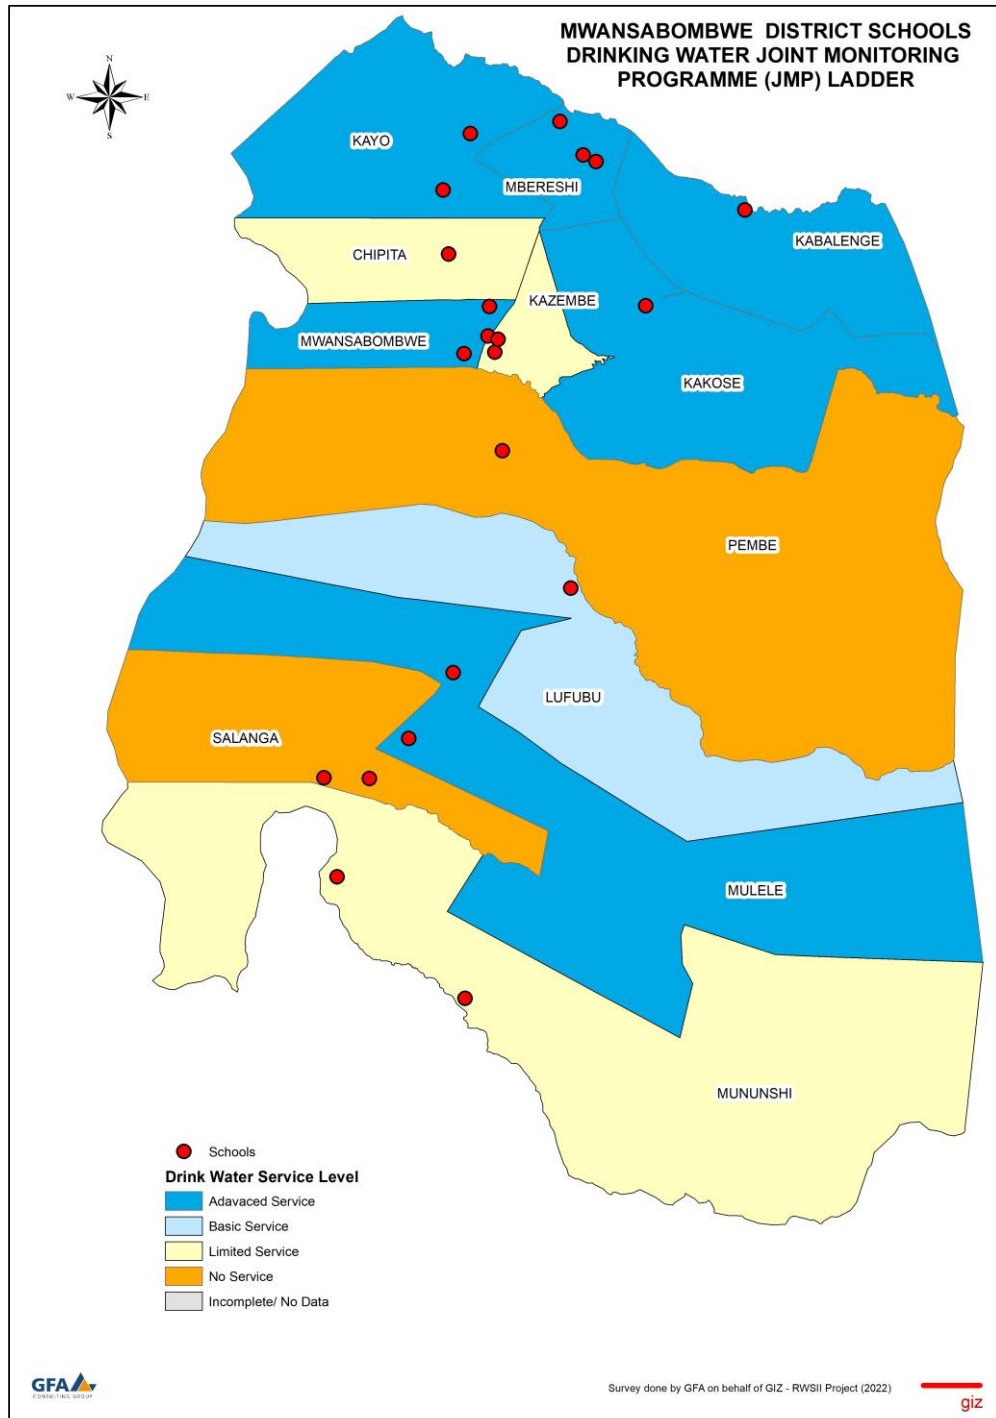 MWANSABOMBWE DISTRICT SCHOOLS
DRINKING WATER JOINT MONITORING
PROGRAMME (JMP) LADDER
N
W
E
S
KAYO
MBERESHI
KABALENGE
CHIPITA
KAZEMBE
MWANSABOMBWE
KAKOSE
PEMBE
LUFUBU
SALANGA
MULELE
MUNUNSHI
Schools
Drink Water Service Level
Adavaced Service
Basic Service
Limited Service
No Service
Incomplete/ No Data
GFA
CONSULTING GROUP
Survey done by GFA on behalf of GIZ - RWSII Project (2022)
giz